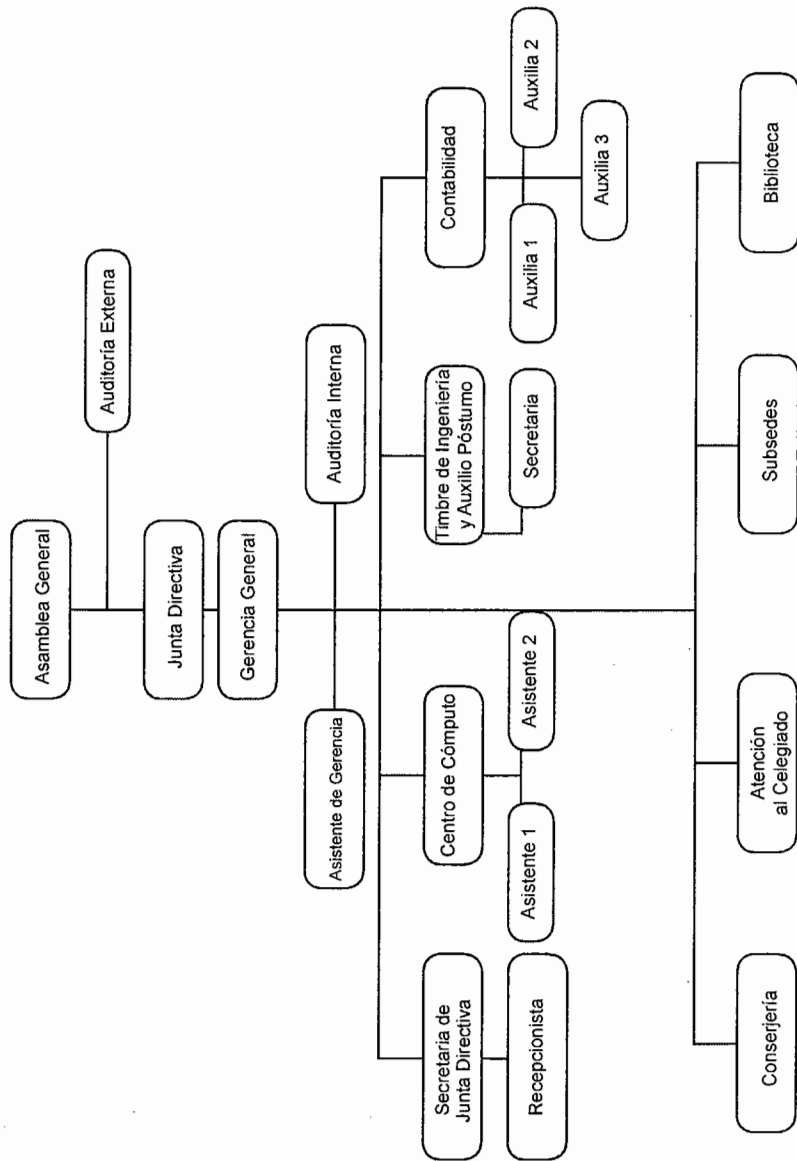 Asamblea General
Auditoría Externa
Junta Directiva
Gerencia General
Asistente de Gerencia
Auditoría Interna
Secretaria de
Junta Directiva
Centro de Cómputo
Timbre de Ingeniería
y Auxilio Póstumo
Contabilidad
Recepcionista
Asistente 1
Asistente 2
Secretaria
Auxilia 1
Auxilia 2
Auxilia 3
Conserjería
Atención
al Celegiado
Subsedes
Biblioteca